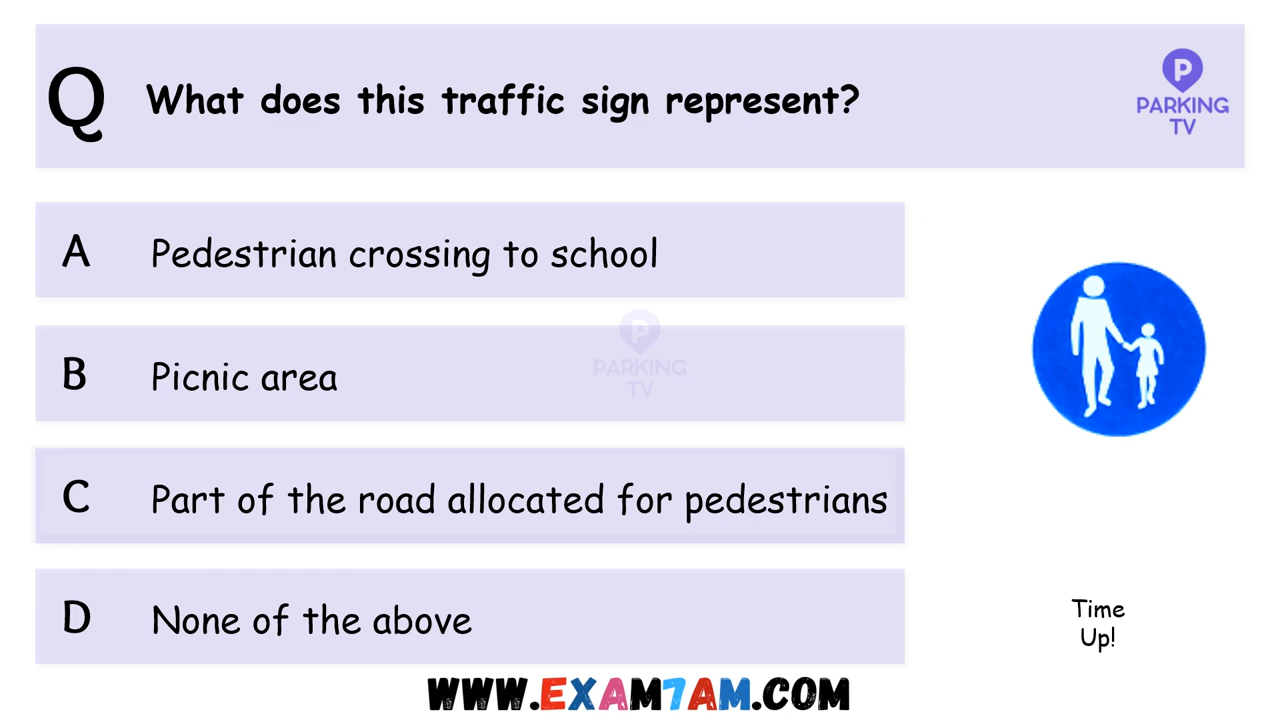 Q What does this traffic sign represent?
P
PARKING
TV
A Pedestrian crossing to school
B Picnic area
P
PARKING
TV
C Part of the road allocated for pedestrians
D None of the above
Time
Up!
WWW.EXAM7AM.COM